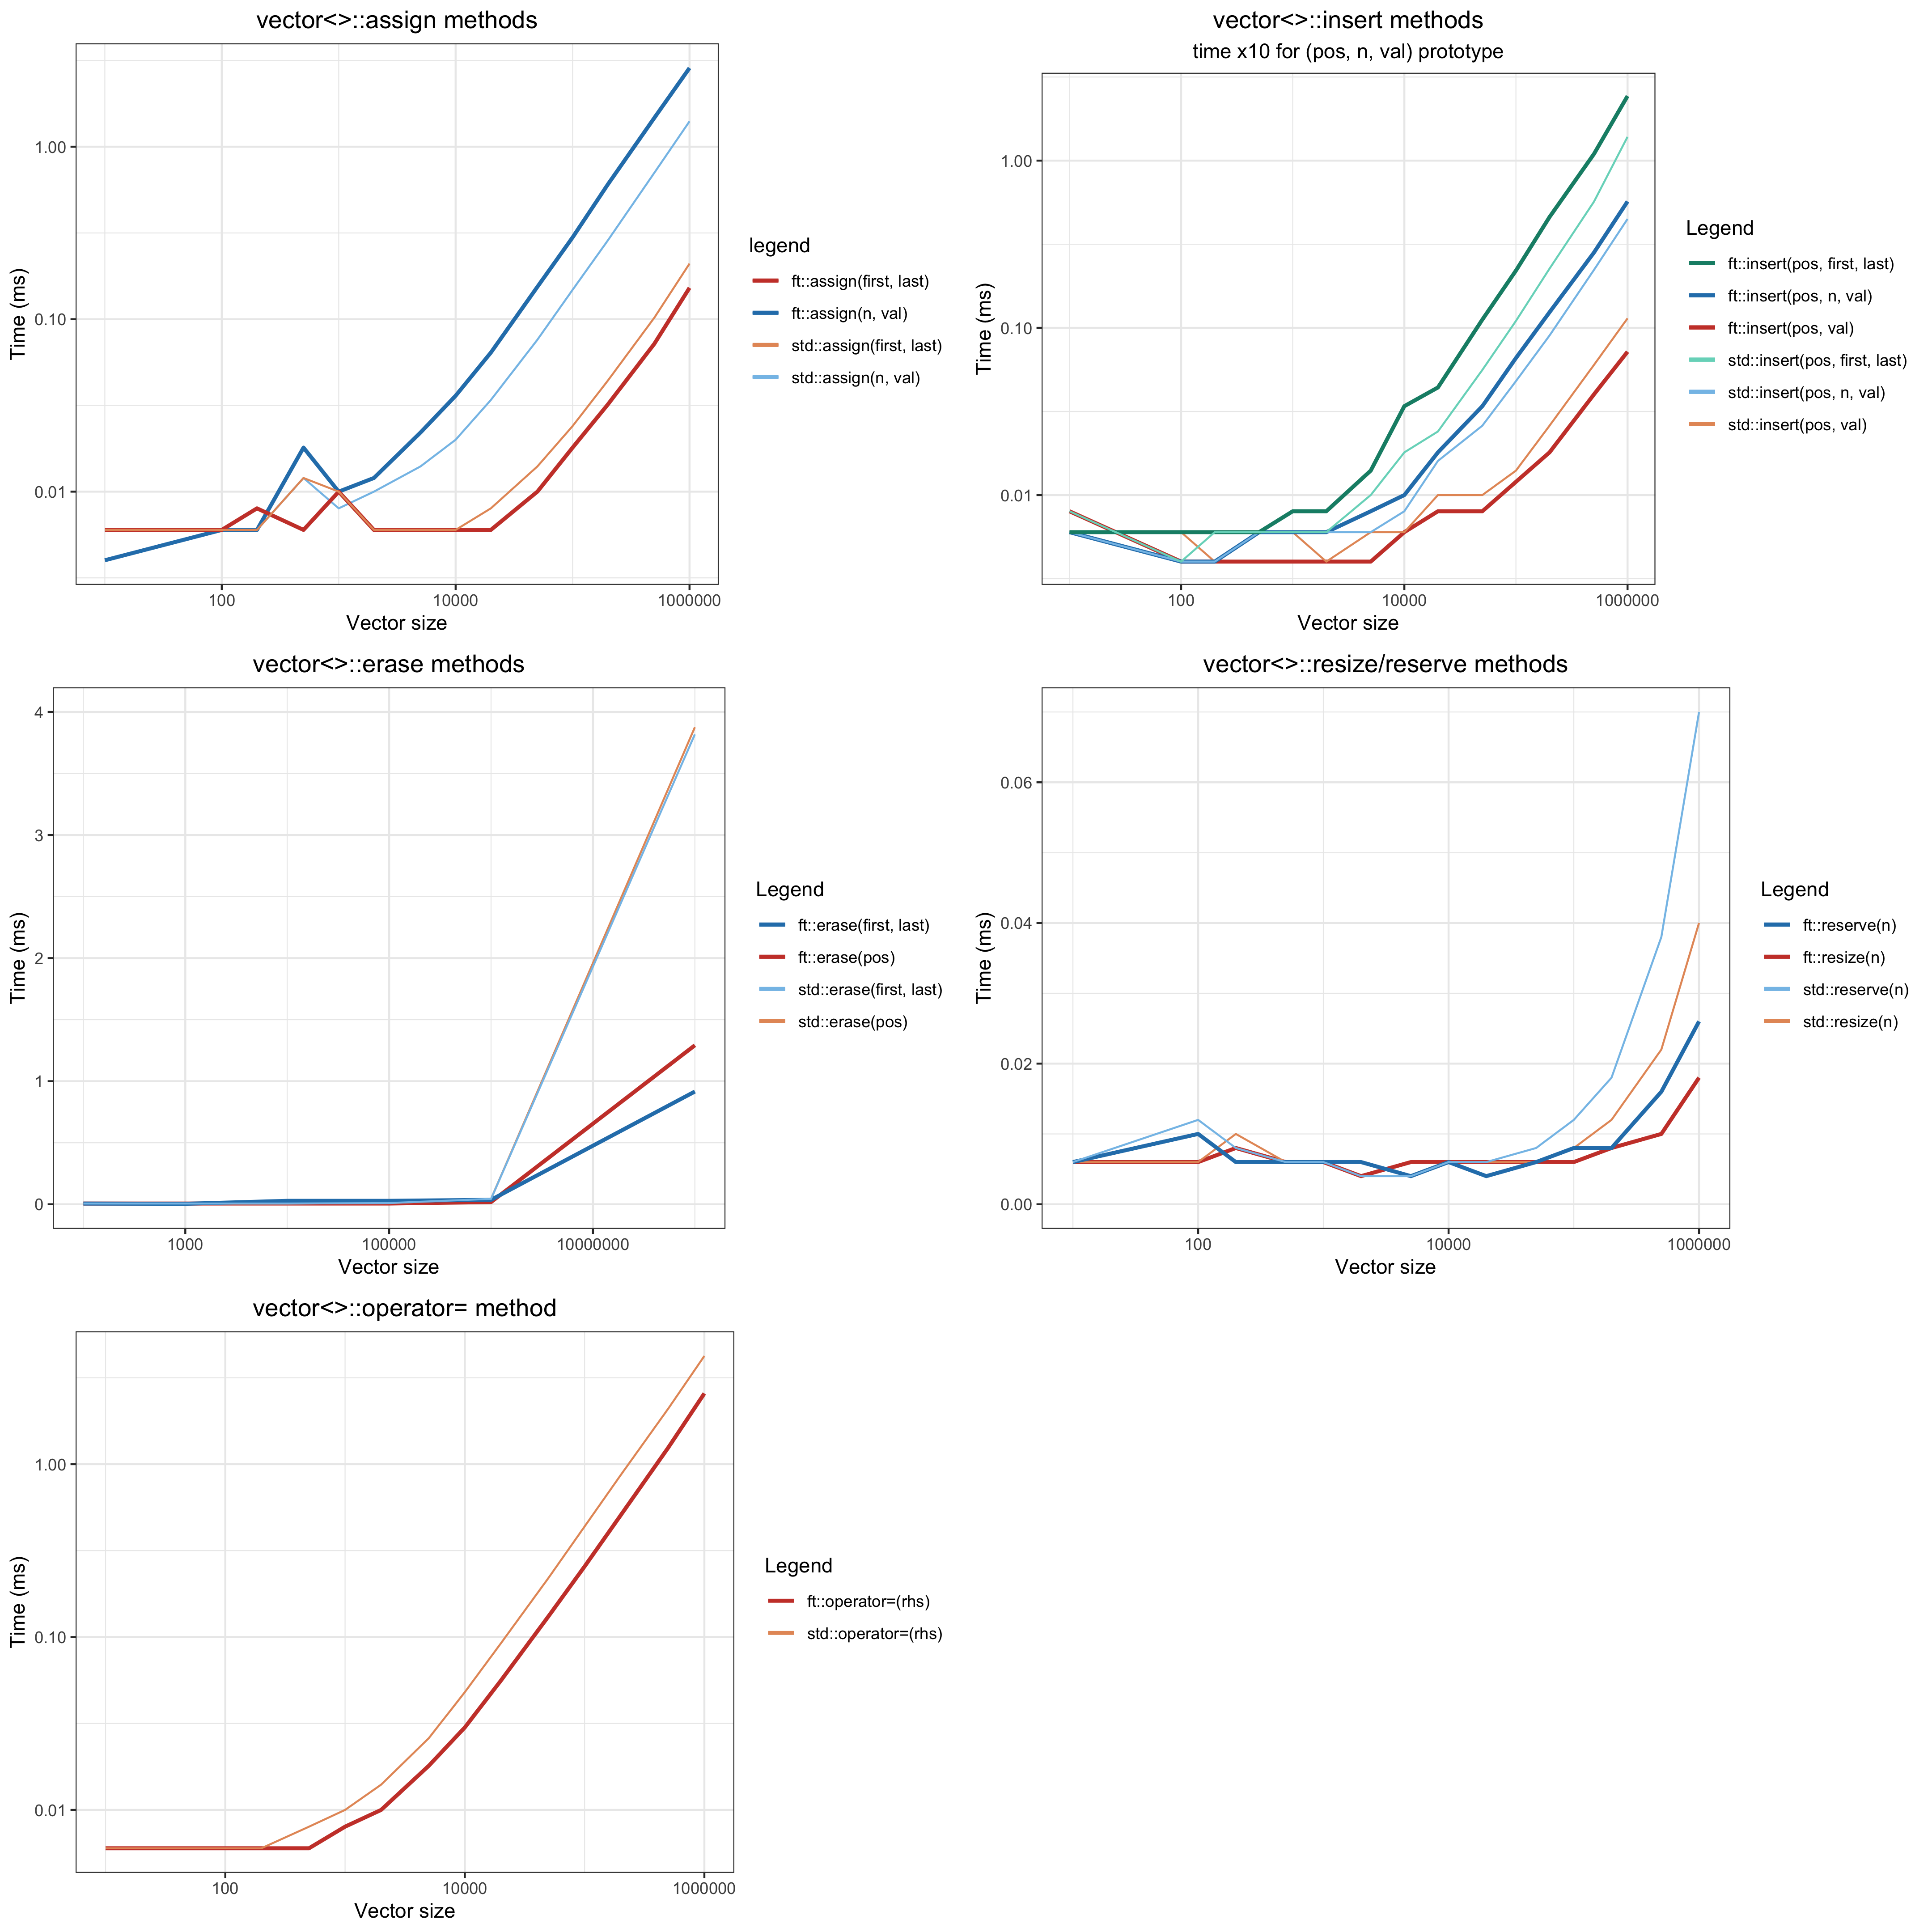 vector<>::assign methods
Time (ms)
1.00
0.10
0.01
100
10000
1000000
Vector size
legend
ft::assign(first, last)
ft::assign(n, val)
std::assign(first, last)
std::assign(n, val)
vector<>::insert methods
time x10 for (pos, n, val) prototype
Time (ms)
1.00
0.10
0.01
100
10000
1000000
Vector size
Legend
ft::insert(pos, first, last)
ft::insert(pos, n, val)
ft::insert(pos, val)
std::insert(pos, first, last)
std::insert(pos, n, val)
std::insert(pos, val)
vector<>::erase methods
Time (ms)
4
3
2
1
0
1000
100000
10000000
Vector size
Legend
ft::erase(first, last)
ft::erase(pos)
std::erase(first, last)
std::erase(pos)
vector<>::resize/reserve methods
Time (ms)
0.06
0.04
0.02
0.00
100
10000
1000000
Vector size
Legend
ft::reserve(n)
ft::resize(n)
std::reserve(n)
std::resize(n)
vector<>::operator= method
Time (ms)
1.00
0.10
0.01
100
10000
1000000
Vector size
Legend
ft::operator=(rhs)
std::operator=(rhs)